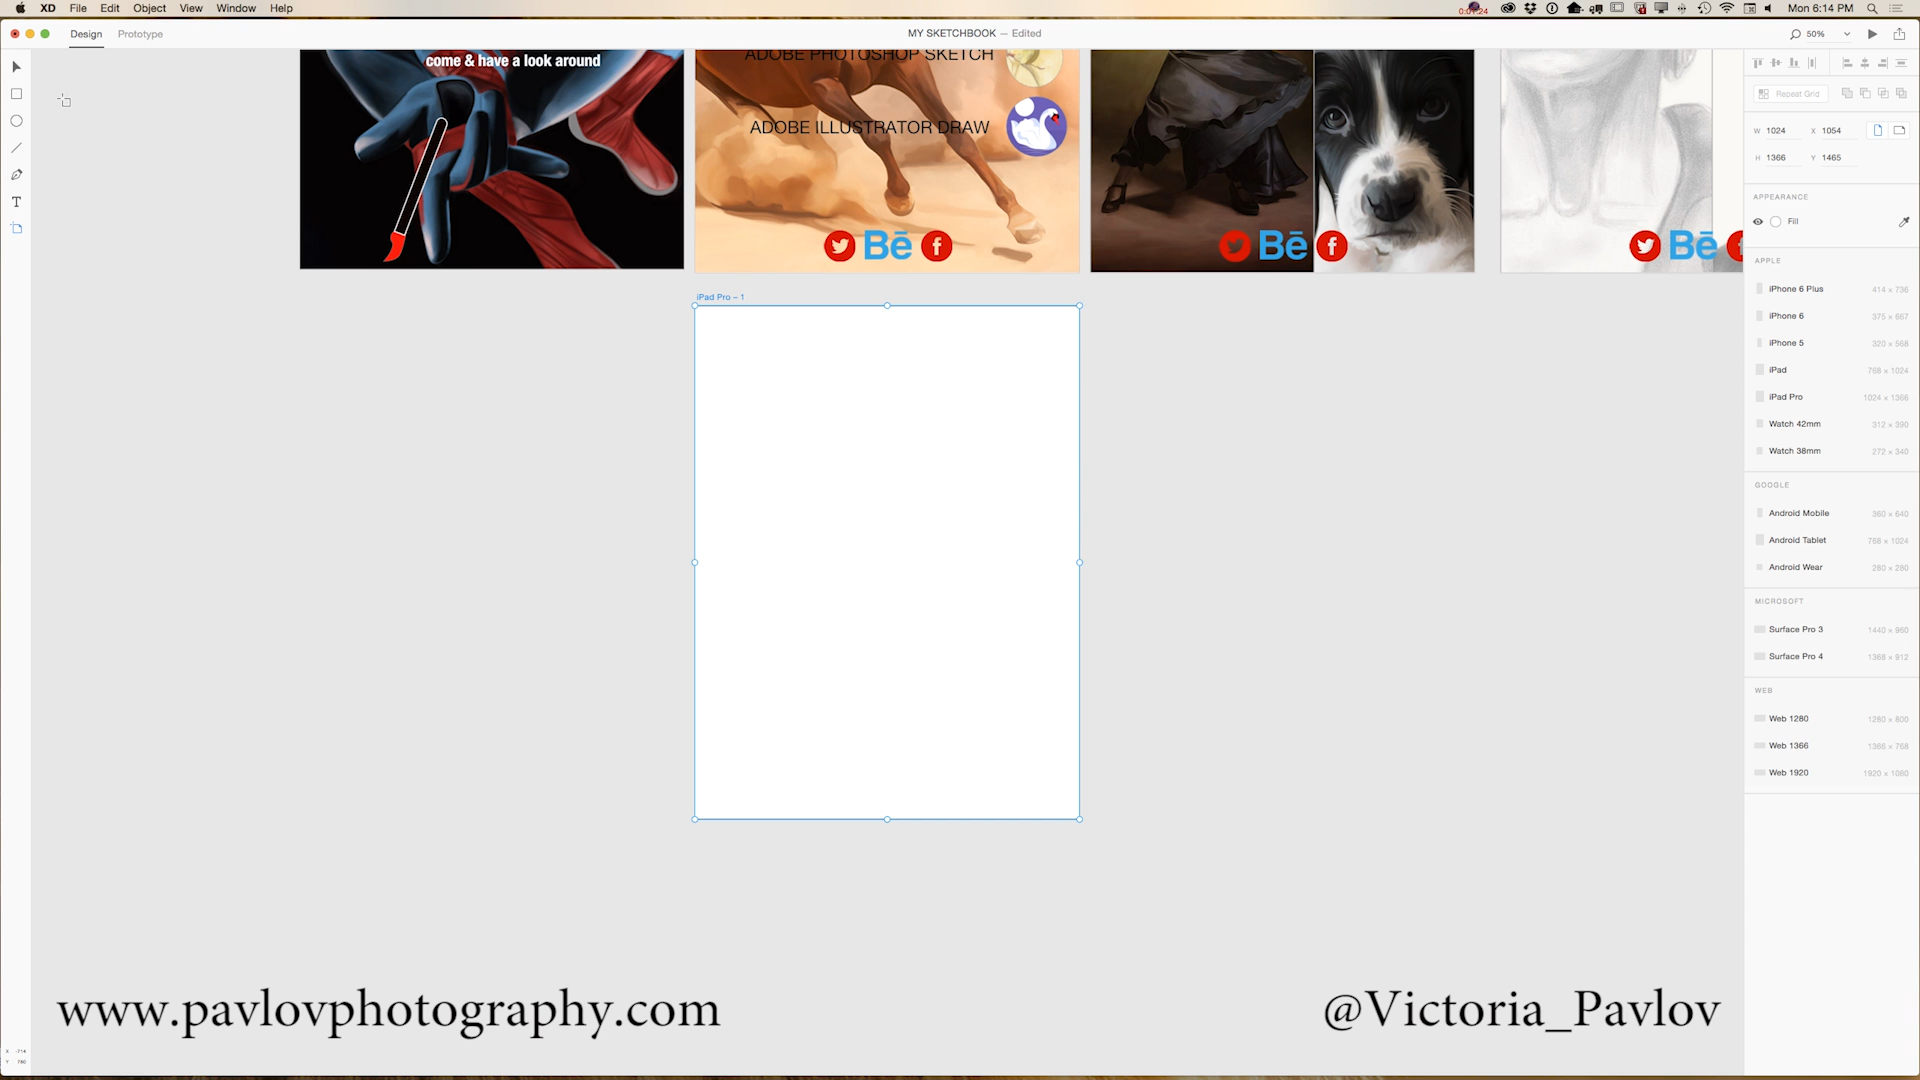 XD File Edit Object View Window Help
0:01:24
Mon 6:14 PM
Design Prototype
MY SKETCHBOOK — Edited
50%
come & have a look around
ADOBE PHOTOSHOP SKETCH
ADOBE ILLUSTRATOR DRAW
Bē f
Bē f
Bē f
iPad Pro – 1
T
Repeat Grid
W 1024 X 1054
H 1366 Y 1465
APPEARANCE
Fill
APPLE
iPhone 6 Plus 414 × 736
iPhone 6 375 × 667
iPhone 5 320 × 568
iPad 768 × 1024
iPad Pro 1024 × 1366
Watch 42mm 312 × 390
Watch 38mm 272 × 340
GOOGLE
Android Mobile 360 × 640
Android Tablet 768 × 1024
Android Wear 280 × 280
MICROSOFT
Surface Pro 3 1440 × 960
Surface Pro 4 1368 × 912
WEB
Web 1280 1280 × 800
Web 1366 1366 × 768
Web 1920 1920 × 1080
www.pavlovphotography.com
@Victoria_Pavlov
X -714
Y 760